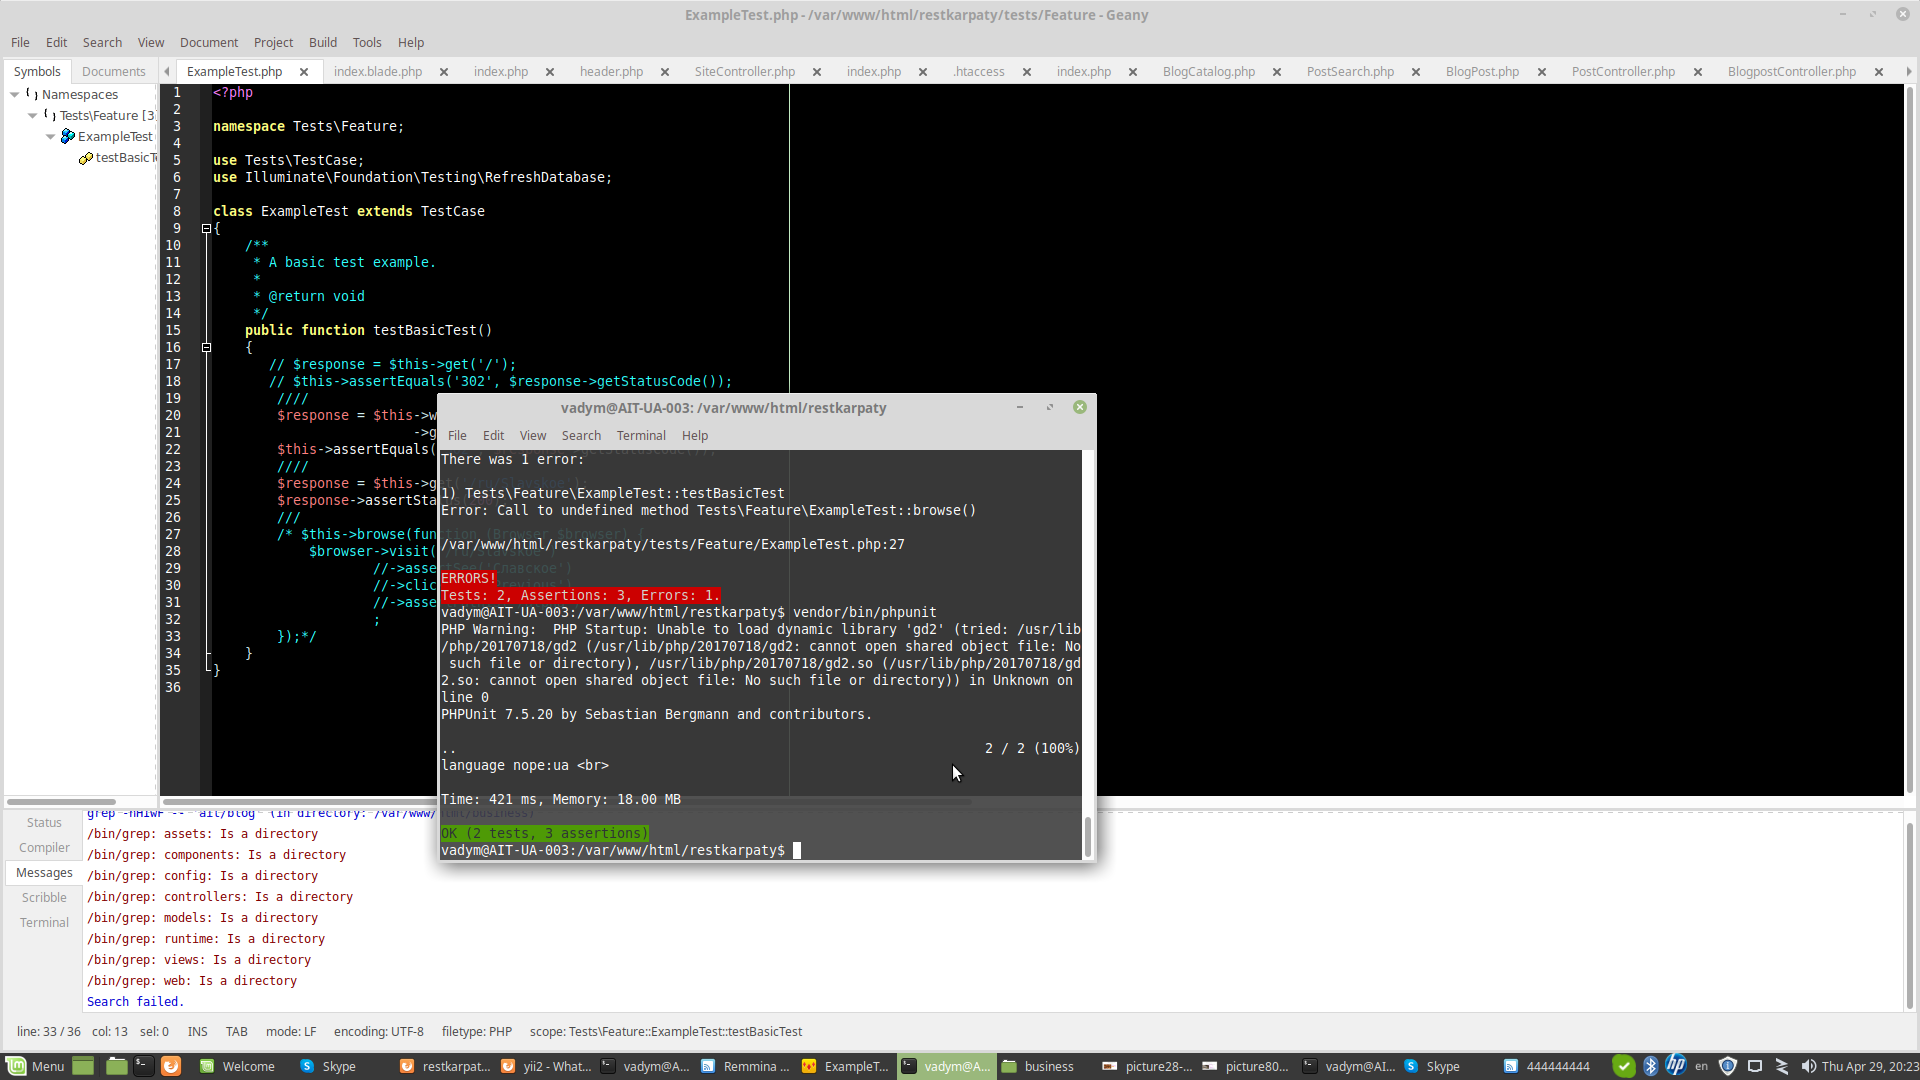 ExampleTest.php - /var/www/html/restkarpaty/tests/Feature - Geany
File Edit Search View Document Project Build Tools Help
Symbols Documents ExampleTest.php index.blade.php index.php header.php SiteController.php index.php .htaccess index.php BlogCatalog.php PostSearch.php BlogPost.php PostController.php BlogpostController.php
Namespaces
Tests\Feature [3
ExampleTest
testBasicT
1 <?php
2
3 namespace Tests\Feature;
4
5 use Tests\TestCase;
6 use Illuminate\Foundation\Testing\RefreshDatabase;
7
8 class ExampleTest extends TestCase
9 {
10 /**
11 * A basic test example.
12 *
13 * @return void
14 */
15 public function testBasicTest()
16 {
17 // $response = $this->get('/');
18 // $this->assertEquals('302', $response->getStatusCode());
19 ////
20 $response = $this->w
21 ->g
22 $this->assertEquals(
23 ////
24 $response = $this->g
25 $response->assertSta
26 ///
27 /* $this->browse(function (Browser $browser) {
28 $browser->visit(
29 //->asse
30 //->clic
31 //->asse
32 ;
33 });*/
34 }
35 }
36
vadym@AIT-UA-003: /var/www/html/restkarpaty
File Edit View Search Terminal Help
There was 1 error:
1) Tests\Feature\ExampleTest::testBasicTest
Error: Call to undefined method Tests\Feature\ExampleTest::browse()
/var/www/html/restkarpaty/tests/Feature/ExampleTest.php:27
ERRORS!
Tests: 2, Assertions: 3, Errors: 1.
vadym@AIT-UA-003:/var/www/html/restkarpaty$ vendor/bin/phpunit
PHP Warning:  PHP Startup: Unable to load dynamic library 'gd2' (tried: /usr/lib
/php/20170718/gd2 (/usr/lib/php/20170718/gd2: cannot open shared object file: No
such file or directory), /usr/lib/php/20170718/gd2.so (/usr/lib/php/20170718/gd
2.so: cannot open shared object file: No such file or directory)) in Unknown on
line 0
PHPUnit 7.5.20 by Sebastian Bergmann and contributors.
.. 2 / 2 (100%)
language nope:ua <br>
Time: 421 ms, Memory: 18.00 MB
OK (2 tests, 3 assertions)
vadym@AIT-UA-003:/var/www/html/restkarpaty$
Status
Compiler
Messages
Scribble
Terminal
grep -nHIwF -- ait/blog (in directory: /var/www/html/business)
/bin/grep: assets: Is a directory
/bin/grep: components: Is a directory
/bin/grep: config: Is a directory
/bin/grep: controllers: Is a directory
/bin/grep: models: Is a directory
/bin/grep: runtime: Is a directory
/bin/grep: views: Is a directory
/bin/grep: web: Is a directory
Search failed.
line: 33 / 36 col: 13 sel: 0 INS TAB mode: LF encoding: UTF-8 filetype: PHP scope: Tests\Feature::ExampleTest::testBasicTest
Menu Welcome Skype restkarpat... yii2 - What... vadym@A... Remmina ... ExampleT... vadym@A... business picture28-... picture80... vadym@AI... Skype 444444444 en Thu Apr 29, 20:23